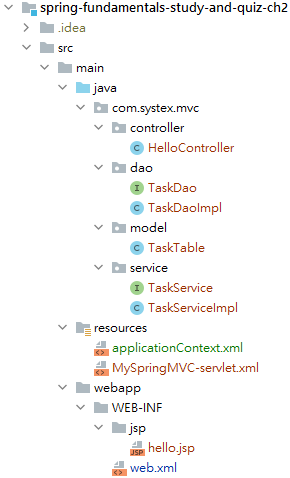 spring-fundamentals-study-and-quiz-ch2
.idea
src
main
java
com.systex.mvc
controller
C HelloController
dao
I TaskDao
C TaskDaoImpl
model
C TaskTable
service
I TaskService
C TaskServiceImpl
resources
applicationContext.xml
MySpringMVC-servlet.xml
webapp
WEB-INF
jsp
JSP hello.jsp
web.xml